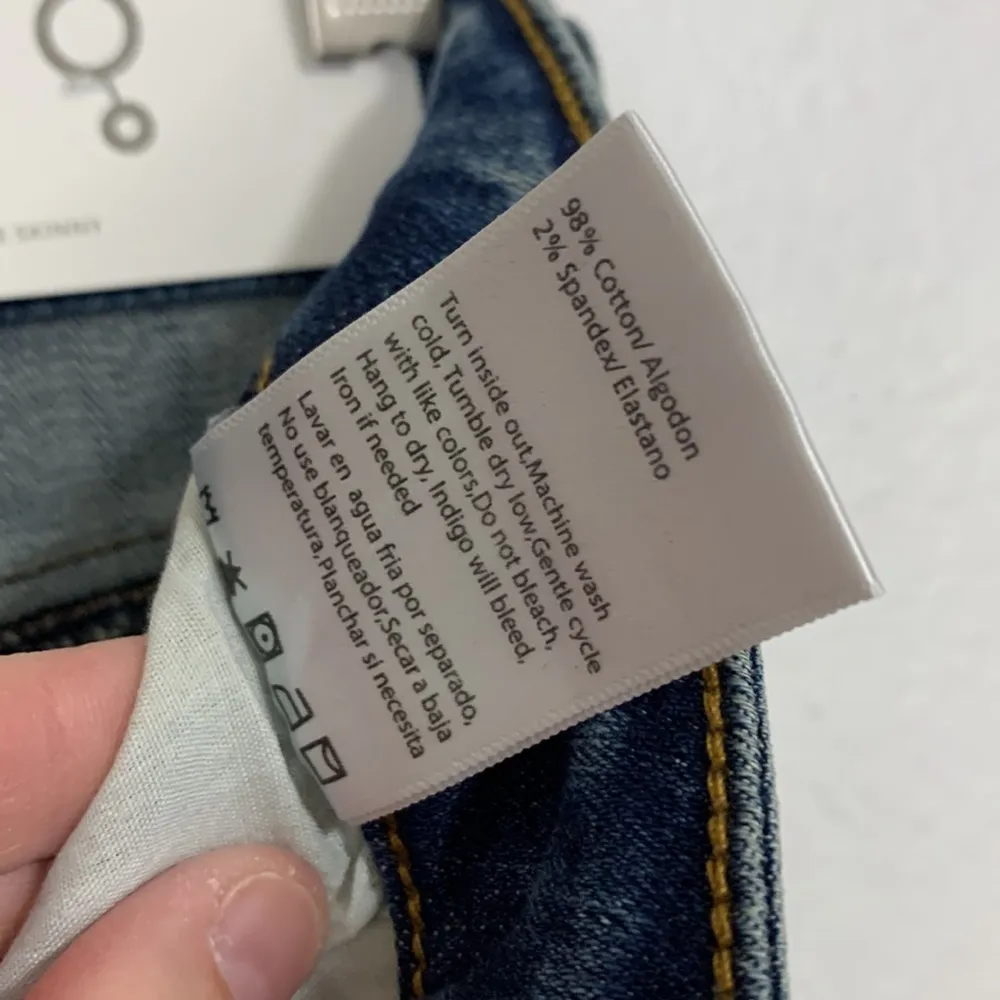 SKINNY
98% Cotton/ Algodon
2% Spandex/ Elastano
Turn inside out,Machine wash
cold, Tumble dry low,Gentle cycle
with like colors,Do not bleach,
Hang to dry, Indigo will bleed,
Iron if needed
Lavar en agua fria por separado,
No use blanqueador,Secar a baja
temperatura,Planchar si necesita